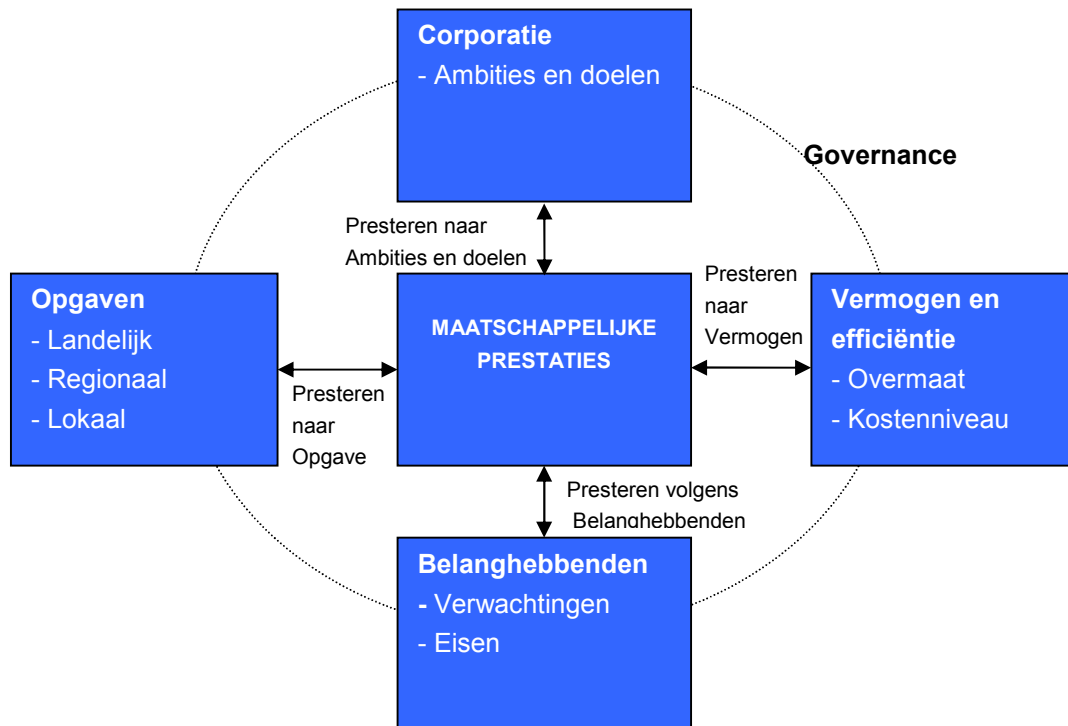 Corporatie
- Ambities en doelen
Governance
Presteren naar
Ambities en doelen
Opgaven
- Landelijk
- Regionaal
- Lokaal
Presteren
naar
Opgave
MAATSCHAPPELIJKE
PRESTATIES
Presteren
naar
Vermogen
Vermogen en
efficiëntie
- Overmaat
- Kostenniveau
Presteren volgens
Belanghebbenden
Belanghebbenden
- Verwachtingen
- Eisen